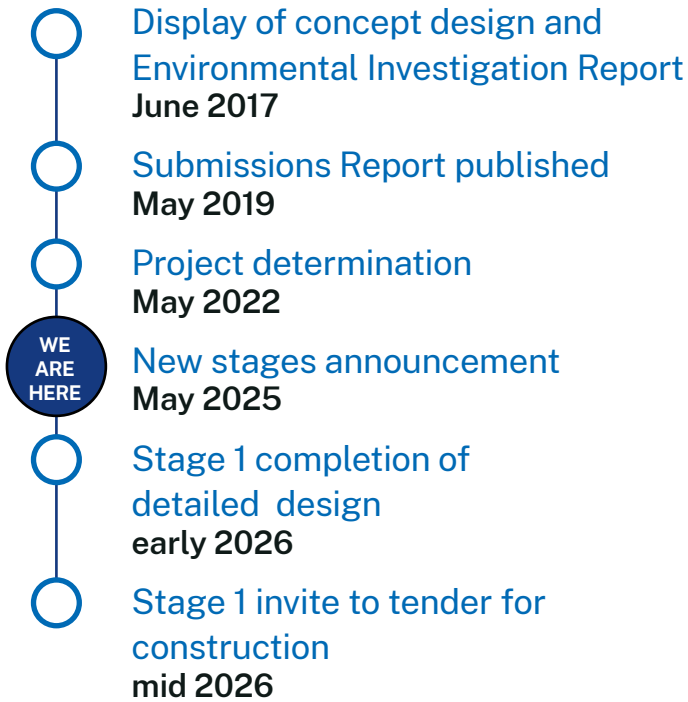 Display of concept design and
Environmental Investigation Report
June 2017
Submissions Report published
May 2019
Project determination
May 2022
WE
ARE
HERE
New stages announcement
May 2025
Stage 1 completion of
detailed  design
early 2026
Stage 1 invite to tender for
construction
mid 2026